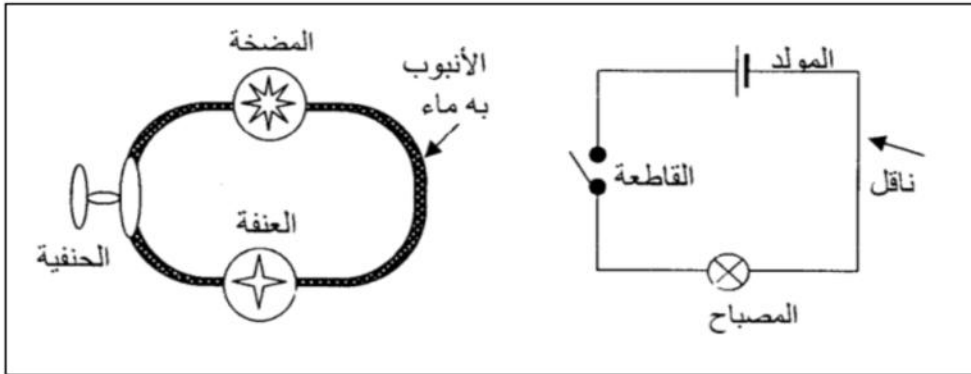 المضخة
الأنبوب
به ماء
العنفة
الحنفية
المولد
القاطعة
ناقل
المصباح